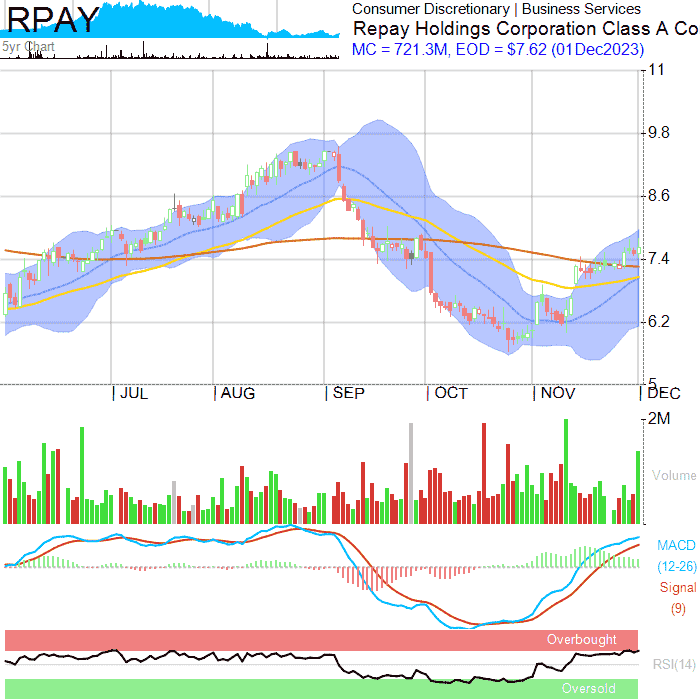 RPAY
5yr Chart
Consumer Discretionary | Business Services
Repay Holdings Corporation Class A Co
MC = 721.3M, EOD = $7.62 (01Dec2023)
11
9.8
8.6
7.4
6.2
5
JUL AUG SEP OCT NOV DEC
2M
Volume
MACD
(12-26)
Signal
(9)
Overbought
RSI(14)
Oversold